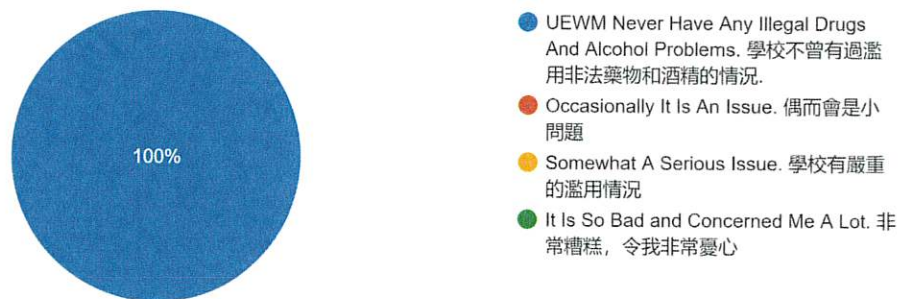 100%
UEWM Never Have Any Illegal Drugs
And Alcohol Problems. 學校不曾有過濫
用非法藥物和酒精的情況.
Occasionally It Is An Issue. 偶而會是小
問題
Somewhat A Serious Issue. 學校有嚴重
的濫用情況
It Is So Bad and Concerned Me A Lot. 非
常糟糕，令我非常憂心